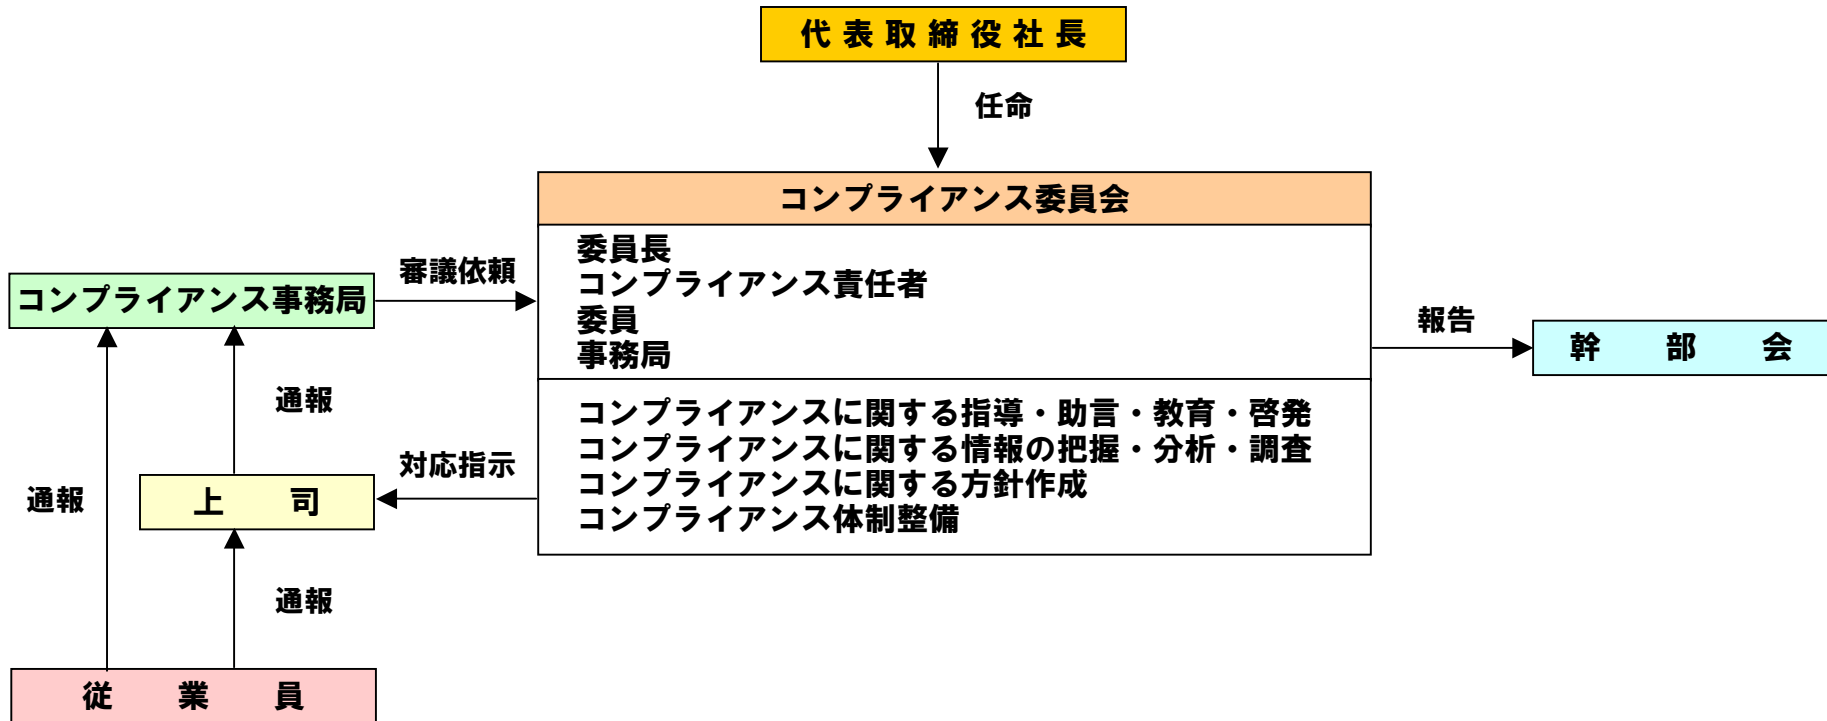 代表取締役社長
任命
コンプライアンス委員会
委員長
コンプライアンス責任者
委員
事務局
コンプライアンスに関する指導・助言・教育・啓発
コンプライアンスに関する情報の把握・分析・調査
コンプライアンスに関する方針作成
コンプライアンス体制整備
審議依頼
コンプライアンス事務局
報告
幹部会
通報
対応指示
上司
通報
通報
従業員